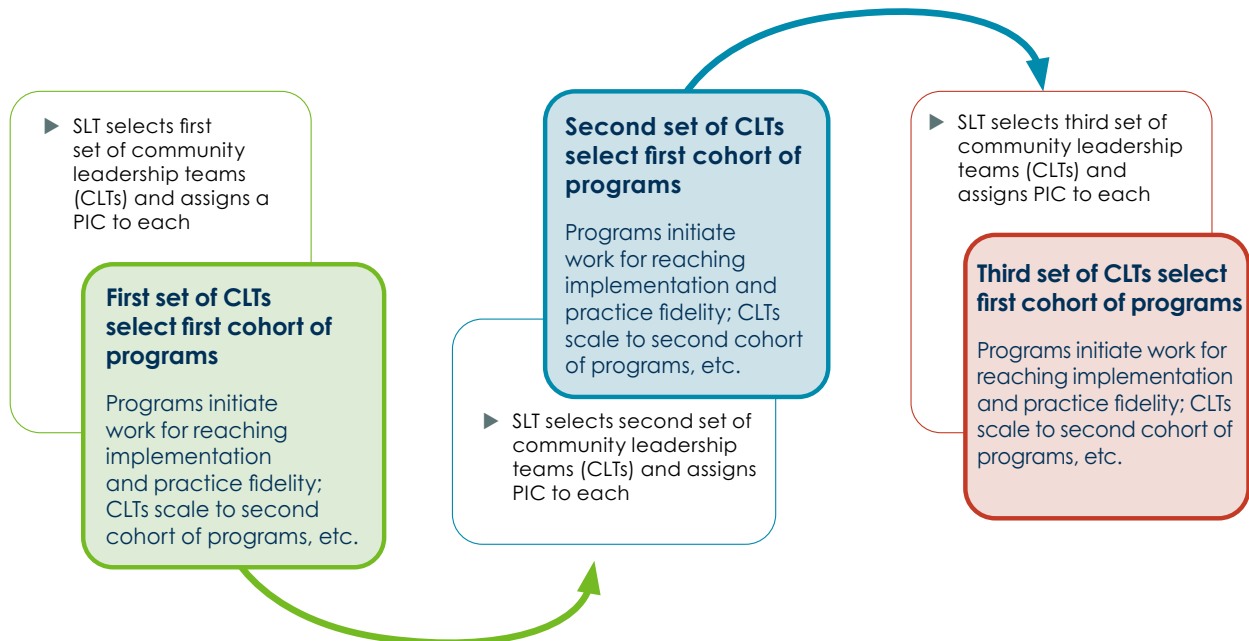 ▶ SLT selects first
set of community
leadership teams
(CLTs) and assigns a
PIC to each
First set of CLTs
select first cohort of
programs
Programs initiate
work for reaching
implementation
and practice fidelity;
CLTs scale to second
cohort of programs, etc.
Second set of CLTs
select first cohort of
programs
Programs initiate
work for reaching
implementation and
practice fidelity; CLTs
scale to second cohort
of programs, etc.
▶ SLT selects second set of
community leadership
teams (CLTs) and assigns
PIC to each
▶ SLT selects third set of
community leadership
teams (CLTs) and
assigns PIC to each
Third set of CLTs select
first cohort of programs
Programs initiate work for
reaching implementation
and practice fidelity; CLTs
scale to second cohort of
programs, etc.